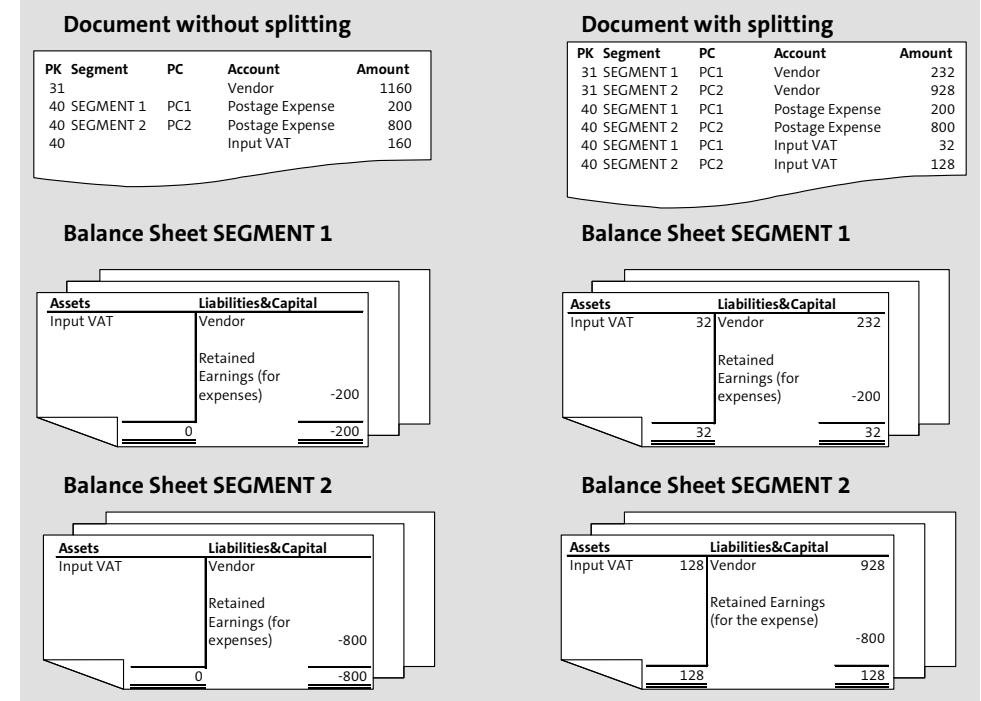 Document without splitting
PK Segment PC Account Amount
31 Vendor 1160
40 SEGMENT 1 PC1 Postage Expense 200
40 SEGMENT 2 PC2 Postage Expense 800
40 Input VAT 160
Balance Sheet SEGMENT 1
Assets Liabilities&Capital
Input VAT Vendor
Retained
Earnings (for
expenses) -200
0 -200
Balance Sheet SEGMENT 2
Assets Liabilities&Capital
Input VAT Vendor
Retained
Earnings (for
expenses) -800
0 -800
Document with splitting
PK Segment PC Account Amount
31 SEGMENT 1 PC1 Vendor 232
31 SEGMENT 2 PC2 Vendor 928
40 SEGMENT 1 PC1 Postage Expense 200
40 SEGMENT 2 PC2 Postage Expense 800
40 SEGMENT 1 PC1 Input VAT 32
40 SEGMENT 2 PC2 Input VAT 128
Balance Sheet SEGMENT 1
Assets Liabilities&Capital
Input VAT 32 Vendor 232
Retained
Earnings (for
expenses) -200
32 32
Balance Sheet SEGMENT 2
Assets Liabilities&Capital
Input VAT 128 Vendor 928
Retained Earnings
(for the expense)
-800
128 128